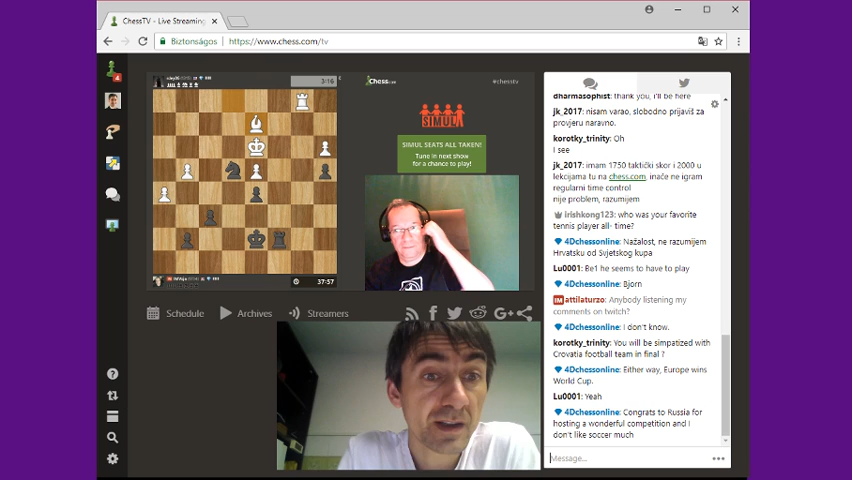 ChessTV - Live Streaming
Biztonságos
https://www.chess.com/tv
4
3:16
37:57
Chess.com
#chesstv
SIMUL
SIMUL SEATS ALL TAKEN!
Tune in next show
for a chance to play!
Schedule
Archives
Streamers
dharmasophist: thank you, i'll be here
jk_2017: nisam varao, slobodno prijaviš za
provjeru naravno.
korotky_trinity: Oh
I see
jk_2017: imam 1750 taktički skor i 2000 u
lekcijama tu na chess.com, inače ne igram
regularni time control
nije problem, razumijem
irishkong123: who was your favorite
tennis player all- time?
4Dchessonline: Nažalost, ne razumijem
Hrvatsku od Svjetskog kupa
Lu0001: Be1 he seems to have to play
4Dchessonline: Bjorn
IM attilaturzo: Anybody listening my
comments on twitch?
4Dchessonline: I don't know.
korotky_trinity: You will be simpatized with
Crovatia football team in final ?
4Dchessonline: Either way, Europe wins
World Cup.
Lu0001: Yeah
4Dchessonline: Congrats to Russia for
hosting a wonderful competition and I
don't like soccer much
Message...